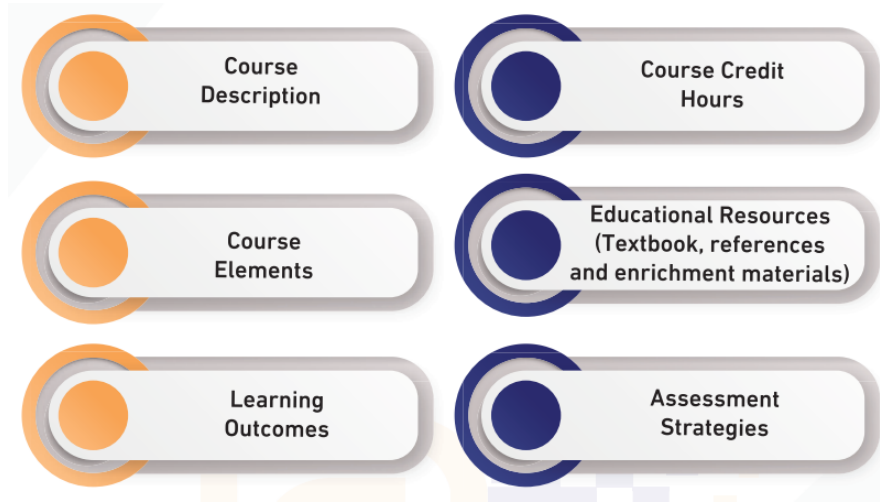 Course
Description
Course Credit
Hours
Course
Elements
Educational Resources
(Textbook, references
and enrichment materials)
Learning
Outcomes
Assessment
Strategies